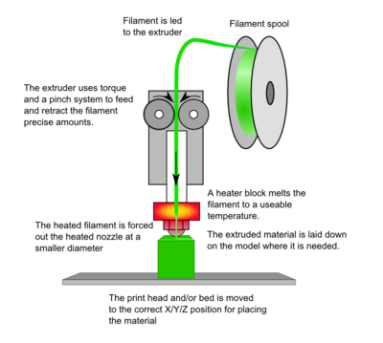 Filament is led
to the extruder
Filament spool
The extruder uses torque
and a pinch system to feed
and retract the filament
precise amounts.
A heater block melts the
filament to a useable
temperature.
The heated filament is forced
out the heated nozzle at a
smaller diameter
The extruded material is laid down
on the model where it is needed.
The print head and/or bed is moved
to the correct X/Y/Z position for placing
the material